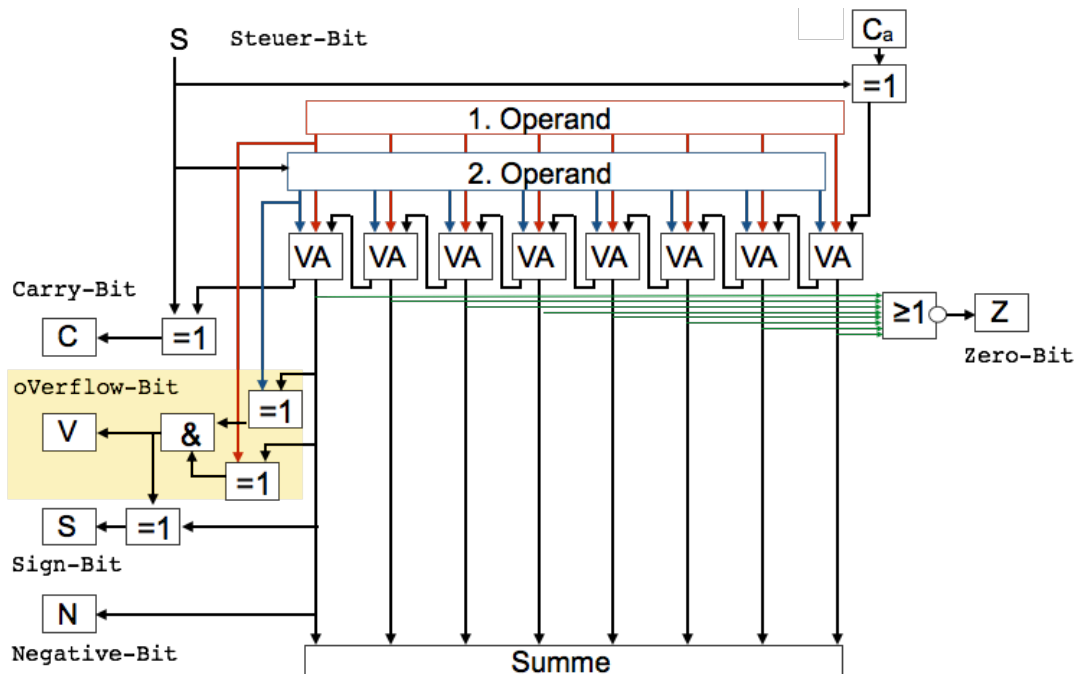 S Steuer-Bit
Ca
=1
1. Operand
2. Operand
VA VA VA VA VA VA VA VA
Carry-Bit
C =1
≥1 Z
Zero-Bit
oVerflow-Bit
=1
V &
=1
S =1
Sign-Bit
N
Negative-Bit
Summe